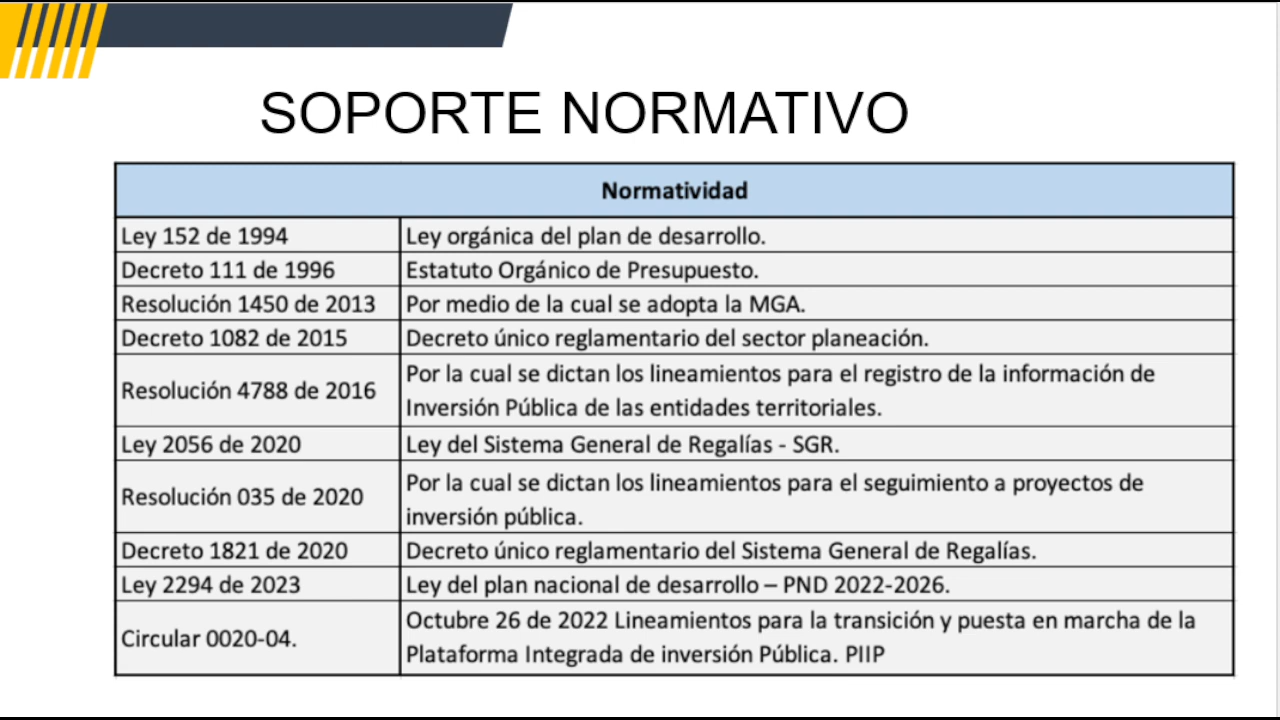 SOPORTE NORMATIVO
Normatividad
Ley 152 de 1994
Ley orgánica del plan de desarrollo.
Decreto 111 de 1996
Estatuto Orgánico de Presupuesto.
Resolución 1450 de 2013
Por medio de la cual se adopta la MGA.
Decreto 1082 de 2015
Decreto único reglamentario del sector planeación.
Resolución 4788 de 2016
Por la cual se dictan los lineamientos para el registro de la información de
Inversión Pública de las entidades territoriales.
Ley 2056 de 2020
Ley del Sistema General de Regalías - SGR.
Resolución 035 de 2020
Por la cual se dictan los lineamientos para el seguimiento a proyectos de
inversión pública.
Decreto 1821 de 2020
Decreto único reglamentario del Sistema General de Regalías.
Ley 2294 de 2023
Ley del plan nacional de desarrollo – PND 2022-2026.
Circular 0020-04.
Octubre 26 de 2022 Lineamientos para la transición y puesta en marcha de la
Plataforma Integrada de inversión Pública. PIIP